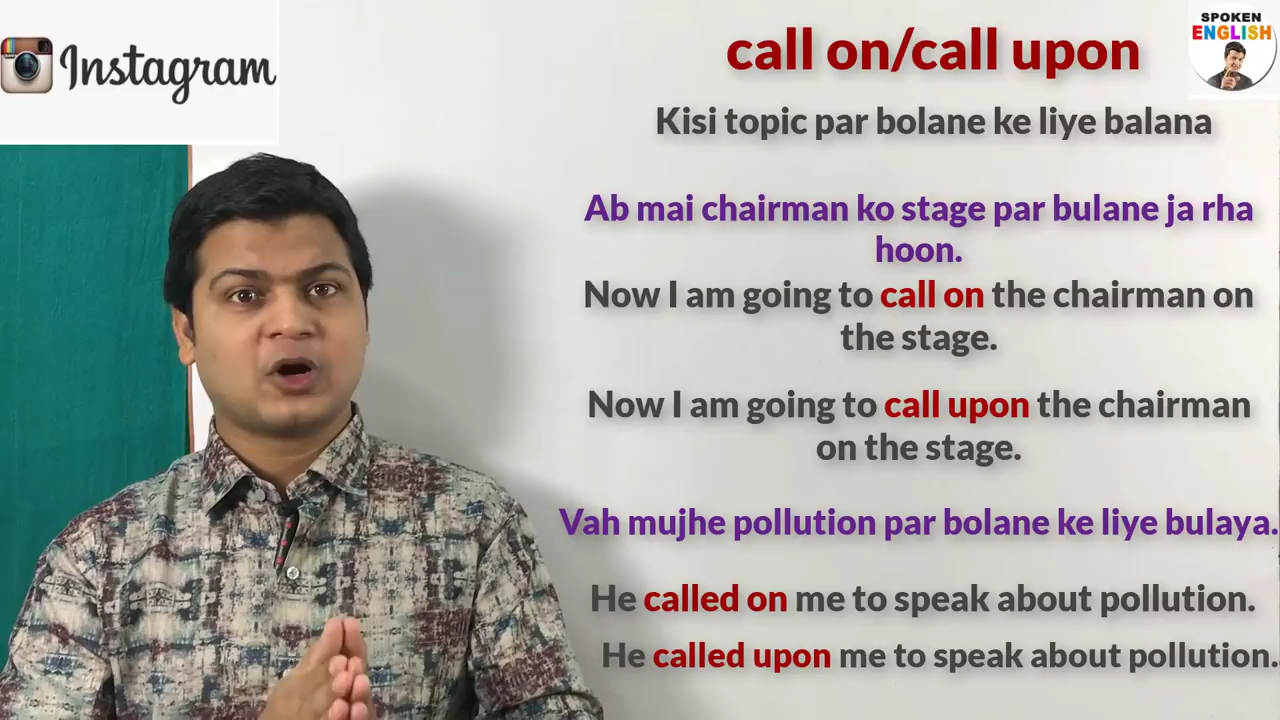 Instagram
SPOKEN
ENGLISH
call on/call upon
Kisi topic par bolane ke liye balana
Ab mai chairman ko stage par bulane ja rha
hoon.
Now I am going to call on the chairman on
the stage.
Now I am going to call upon the chairman
on the stage.
Vah mujhe pollution par bolane ke liye bulaya.
He called on me to speak about pollution.
He called upon me to speak about pollution.